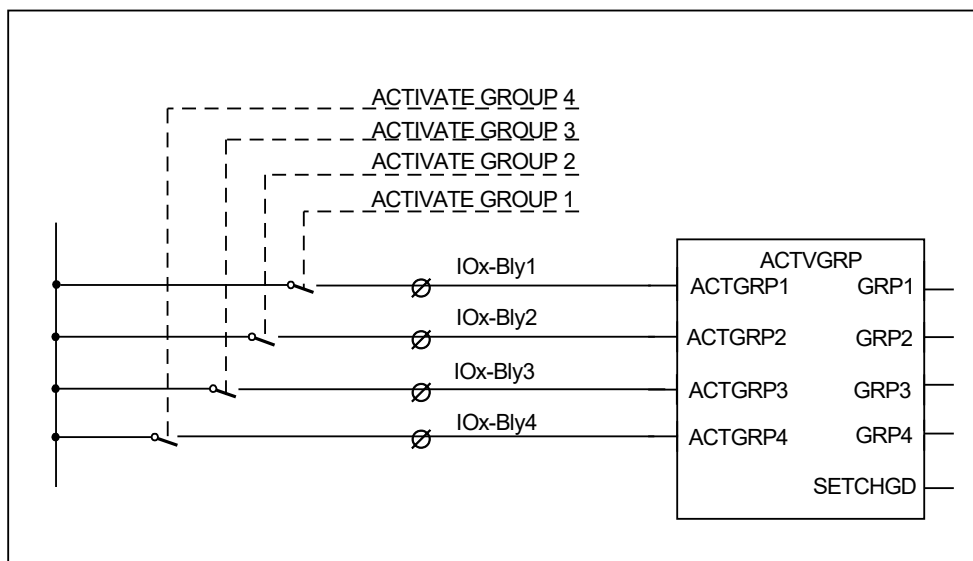 ACTIVATE GROUP 4
ACTIVATE GROUP 3
ACTIVATE GROUP 2
ACTIVATE GROUP 1
IOx-Bly1
IOx-Bly2
IOx-Bly3
IOx-Bly4
ACTVGRP
ACTGRP1 GRP1
ACTGRP2 GRP2
ACTGRP3 GRP3
ACTGRP4 GRP4
SETCHGD